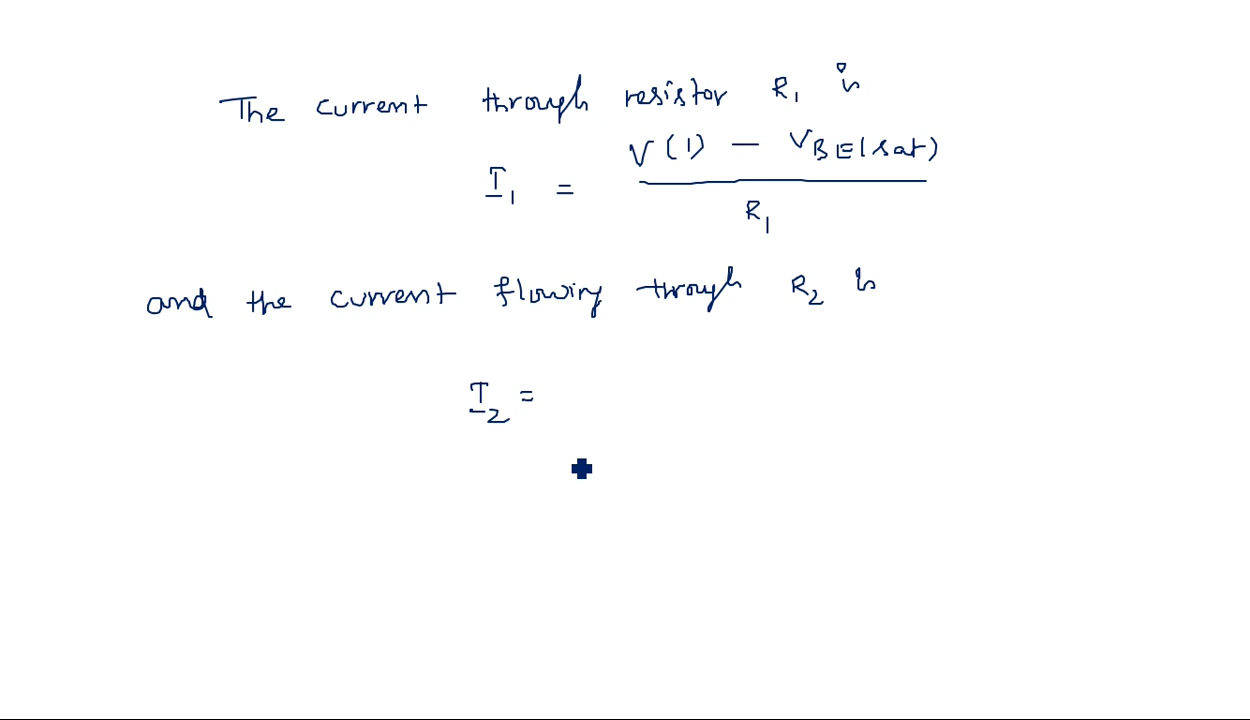 The current through resistor R1 is
V(1) - VBE(sat)
I1 =
R1
and the current flowing through R2 is
I2 =